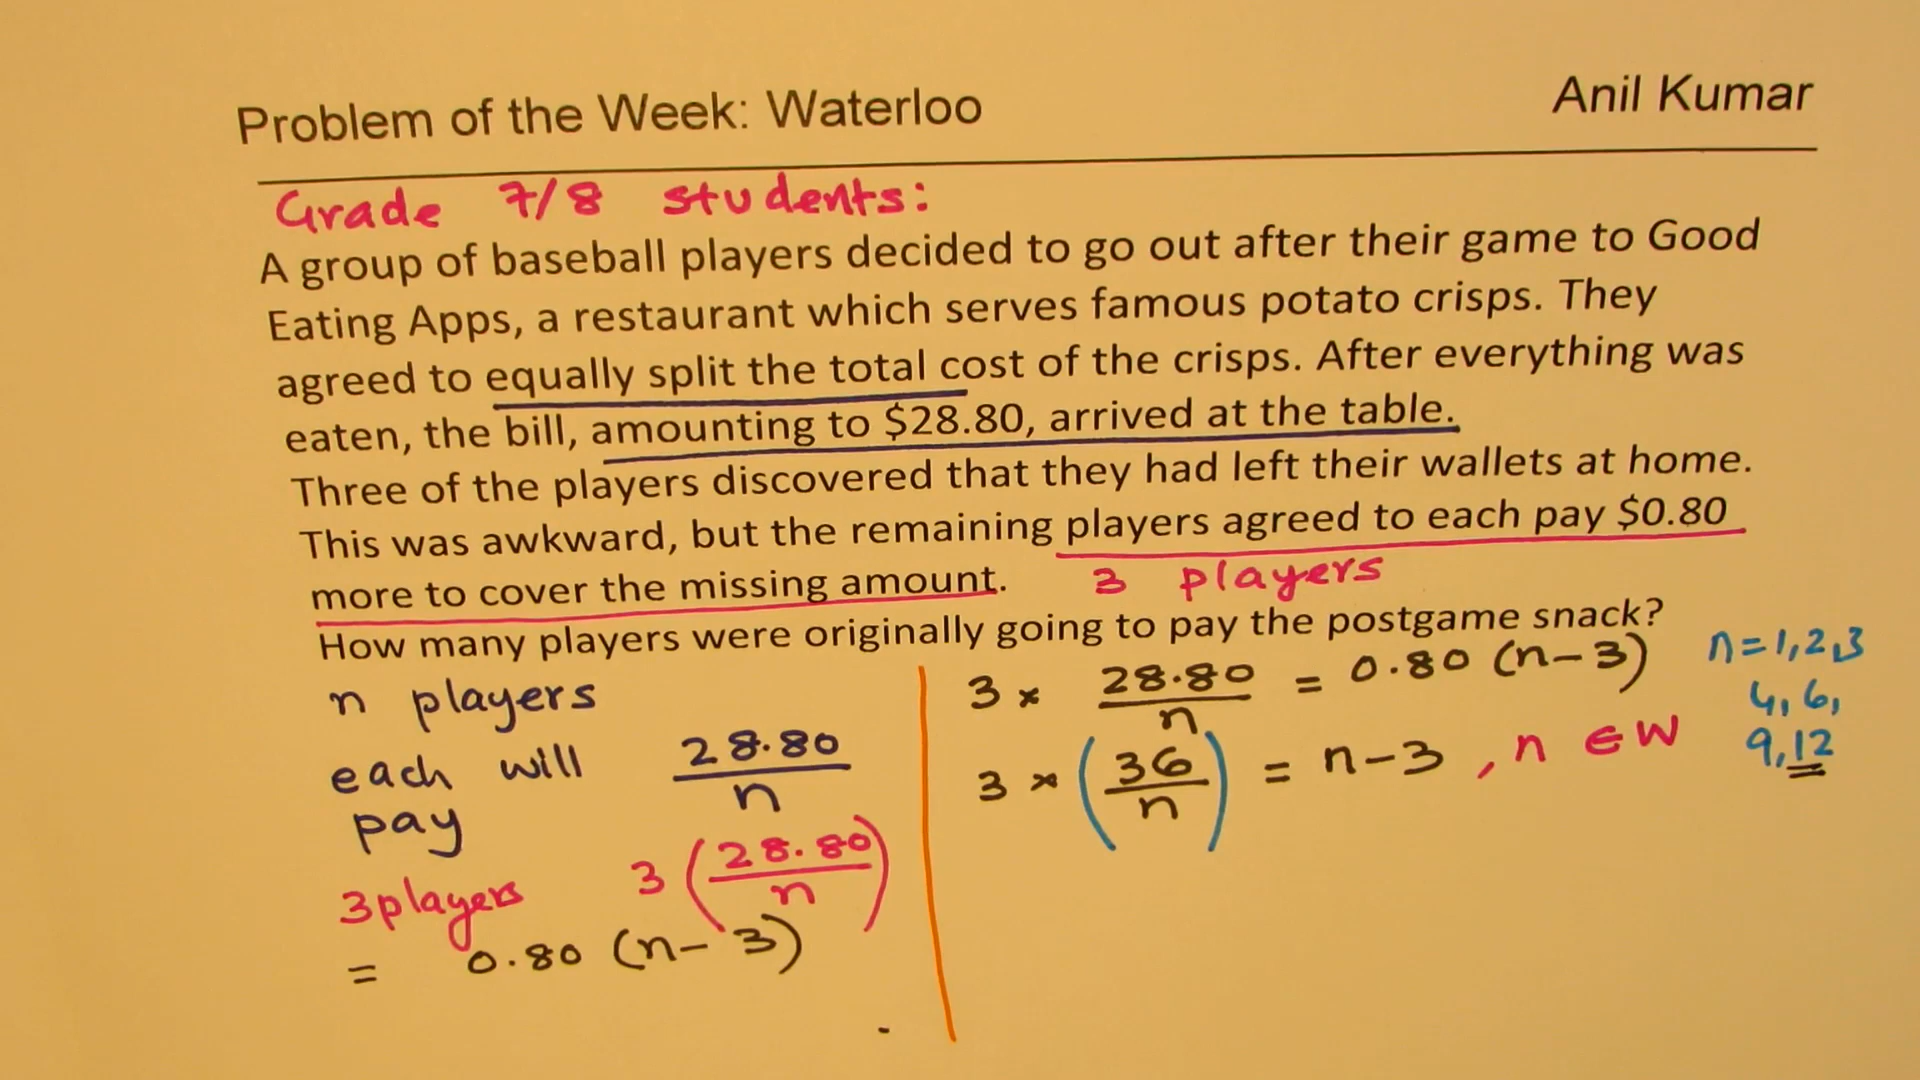 Problem of the Week: Waterloo
Anil Kumar
Grade 7/8 students:
A group of baseball players decided to go out after their game to Good
Eating Apps, a restaurant which serves famous potato crisps. They
agreed to equally split the total cost of the crisps. After everything was
eaten, the bill, amounting to $28.80, arrived at the table.
Three of the players discovered that they had left their wallets at home.
This was awkward, but the remaining players agreed to each pay $0.80
more to cover the missing amount.
3 players
How many players were originally going to pay the postgame snack?
n players
each will pay 28.80/n
3players 3(28.80/n)
= 0.80 (n-3)
3 × 28.80/n = 0.80 (n-3)
3 × (36/n) = n-3, n ∈ W
n=1,2,3
4, 6,
9,12